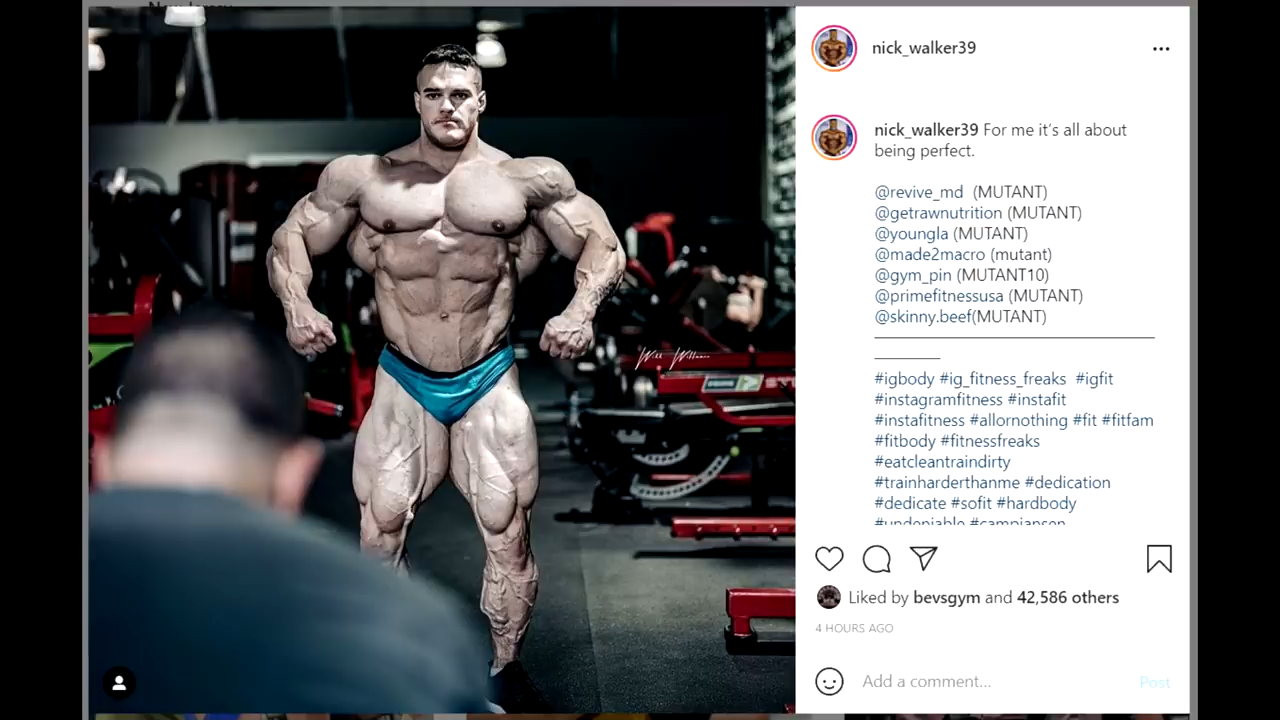 nick_walker39
nick_walker39 For me it's all about
being perfect.
@revive_md (MUTANT)
@getrawnutrition (MUTANT)
@youngla (MUTANT)
@made2macro (mutant)
@gym_pin (MUTANT10)
@primefitnessusa (MUTANT)
@skinny.beef(MUTANT)
#igbody #ig_fitness_freaks #igfit
#instagramfitness #instafit
#instafitness #allornothing #fit #fitfam
#fitbody #fitnessfreaks
#eatcleantraindirty
#trainharderthanme #dedication
#dedicate #sofit #hardbody
#undeniable #campjansen
Liked by bevsgym and 42,586 others
4 HOURS AGO
Add a comment...
Post